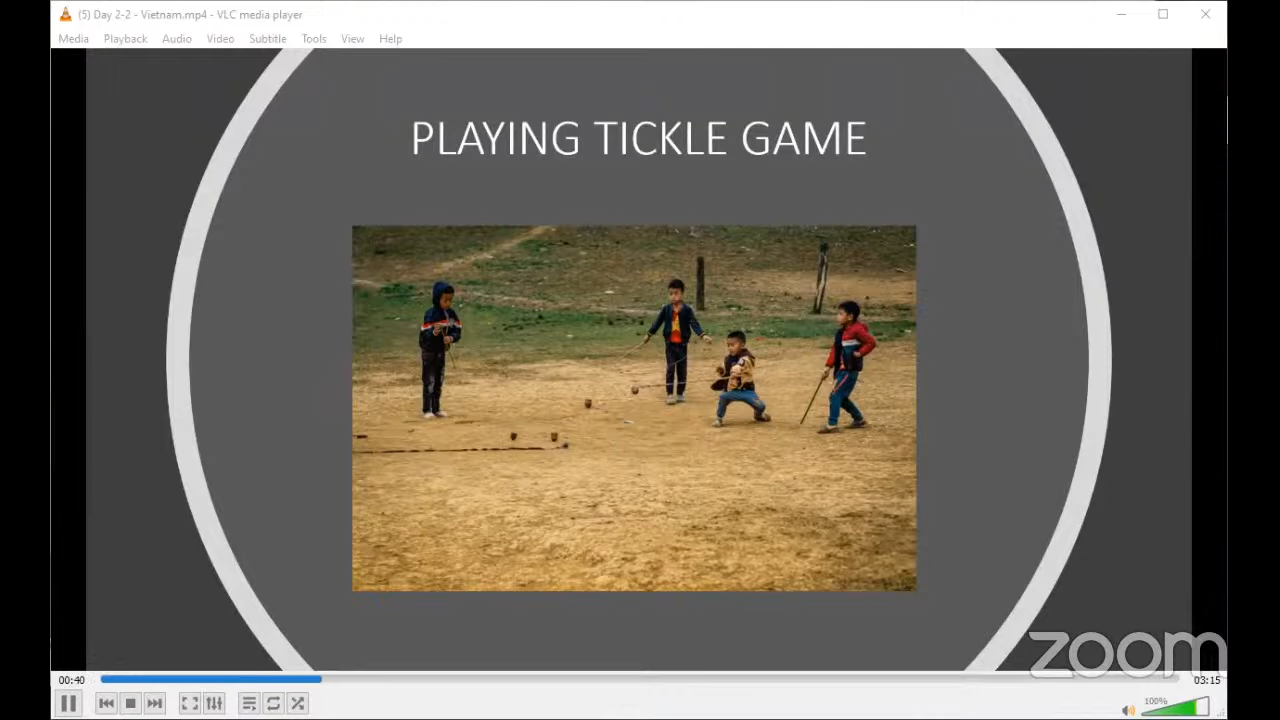 (5) Day 2-2 - Vietnam.mp4 - VLC media player
Media Playback Audio Video Subtitle Tools View Help
PLAYING TICKLE GAME
zoom
00:40
03:15
100%